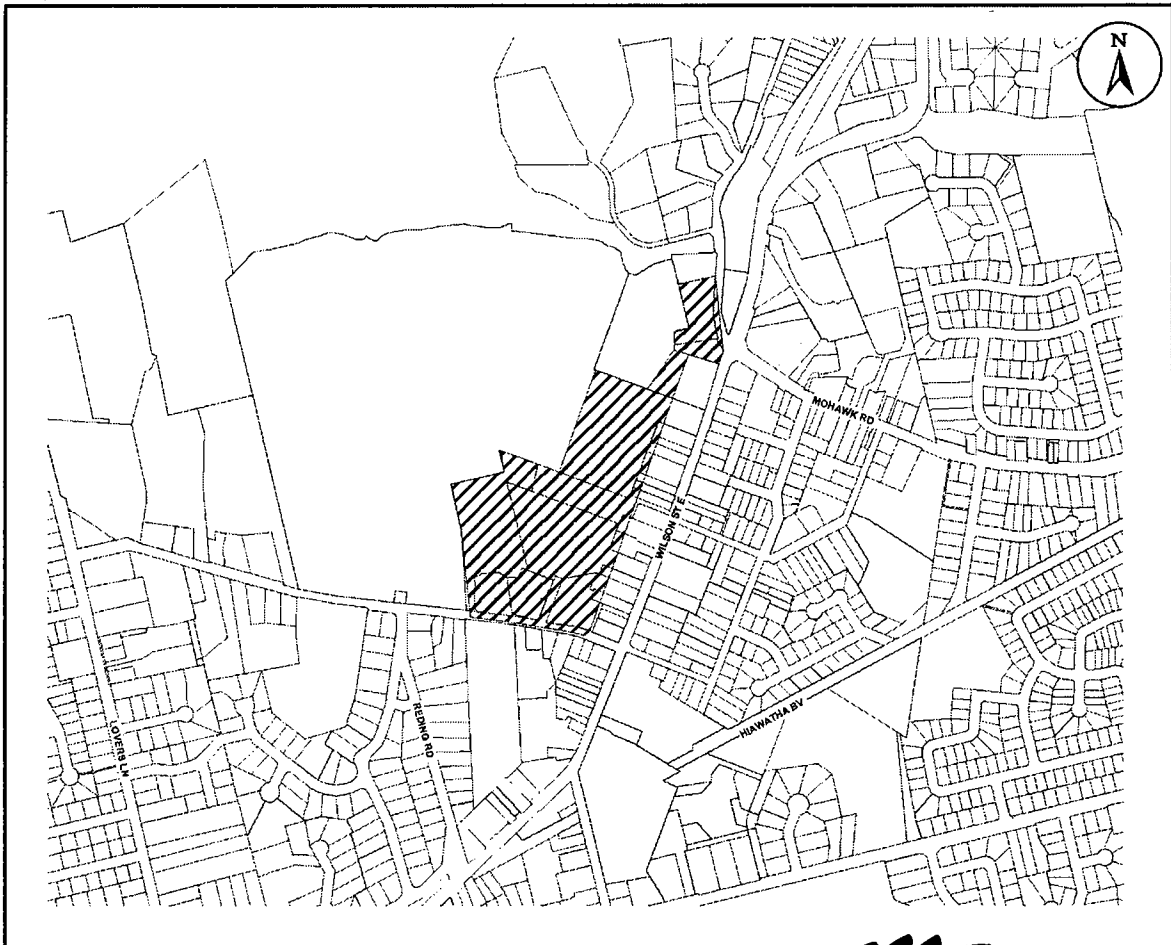 N
MOHAWK RD
WILSON ST E
HIAWATHA BV
REDING RD
LOVERS LN